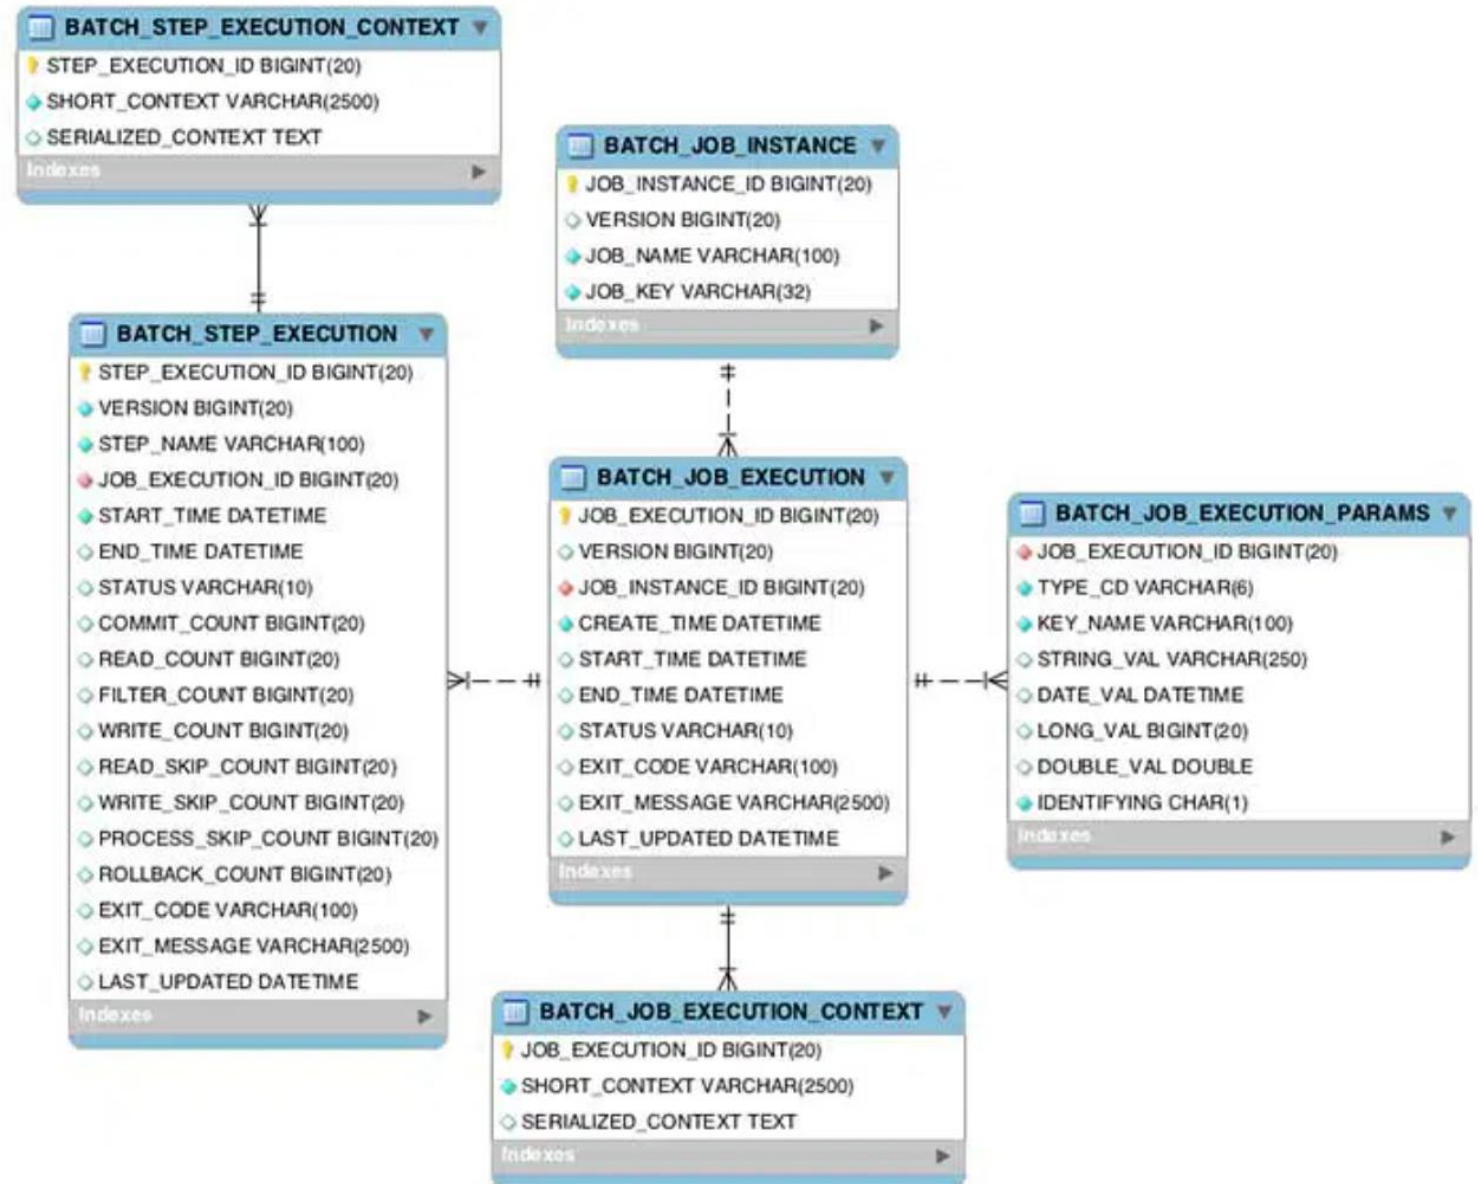 BATCH_STEP_EXECUTION_CONTEXT
STEP_EXECUTION_ID BIGINT(20)
SHORT_CONTEXT VARCHAR(2500)
SERIALIZED_CONTEXT TEXT
Indexes
BATCH_JOB_INSTANCE
JOB_INSTANCE_ID BIGINT(20)
VERSION BIGINT(20)
JOB_NAME VARCHAR(100)
JOB_KEY VARCHAR(32)
Indexes
BATCH_STEP_EXECUTION
STEP_EXECUTION_ID BIGINT(20)
VERSION BIGINT(20)
STEP_NAME VARCHAR(100)
JOB_EXECUTION_ID BIGINT(20)
START_TIME DATETIME
END_TIME DATETIME
STATUS VARCHAR(10)
COMMIT_COUNT BIGINT(20)
READ_COUNT BIGINT(20)
FILTER_COUNT BIGINT(20)
WRITE_COUNT BIGINT(20)
READ_SKIP_COUNT BIGINT(20)
WRITE_SKIP_COUNT BIGINT(20)
PROCESS_SKIP_COUNT BIGINT(20)
ROLLBACK_COUNT BIGINT(20)
EXIT_CODE VARCHAR(100)
EXIT_MESSAGE VARCHAR(2500)
LAST_UPDATED DATETIME
Indexes
BATCH_JOB_EXECUTION
JOB_EXECUTION_ID BIGINT(20)
VERSION BIGINT(20)
JOB_INSTANCE_ID BIGINT(20)
CREATE_TIME DATETIME
START_TIME DATETIME
END_TIME DATETIME
STATUS VARCHAR(10)
EXIT_CODE VARCHAR(100)
EXIT_MESSAGE VARCHAR(2500)
LAST_UPDATED DATETIME
Indexes
BATCH_JOB_EXECUTION_PARAMS
JOB_EXECUTION_ID BIGINT(20)
TYPE_CD VARCHAR(6)
KEY_NAME VARCHAR(100)
STRING_VAL VARCHAR(250)
DATE_VAL DATETIME
LONG_VAL BIGINT(20)
DOUBLE_VAL DOUBLE
IDENTIFYING CHAR(1)
Indexes
BATCH_JOB_EXECUTION_CONTEXT
JOB_EXECUTION_ID BIGINT(20)
SHORT_CONTEXT VARCHAR(2500)
SERIALIZED_CONTEXT TEXT
Indexes